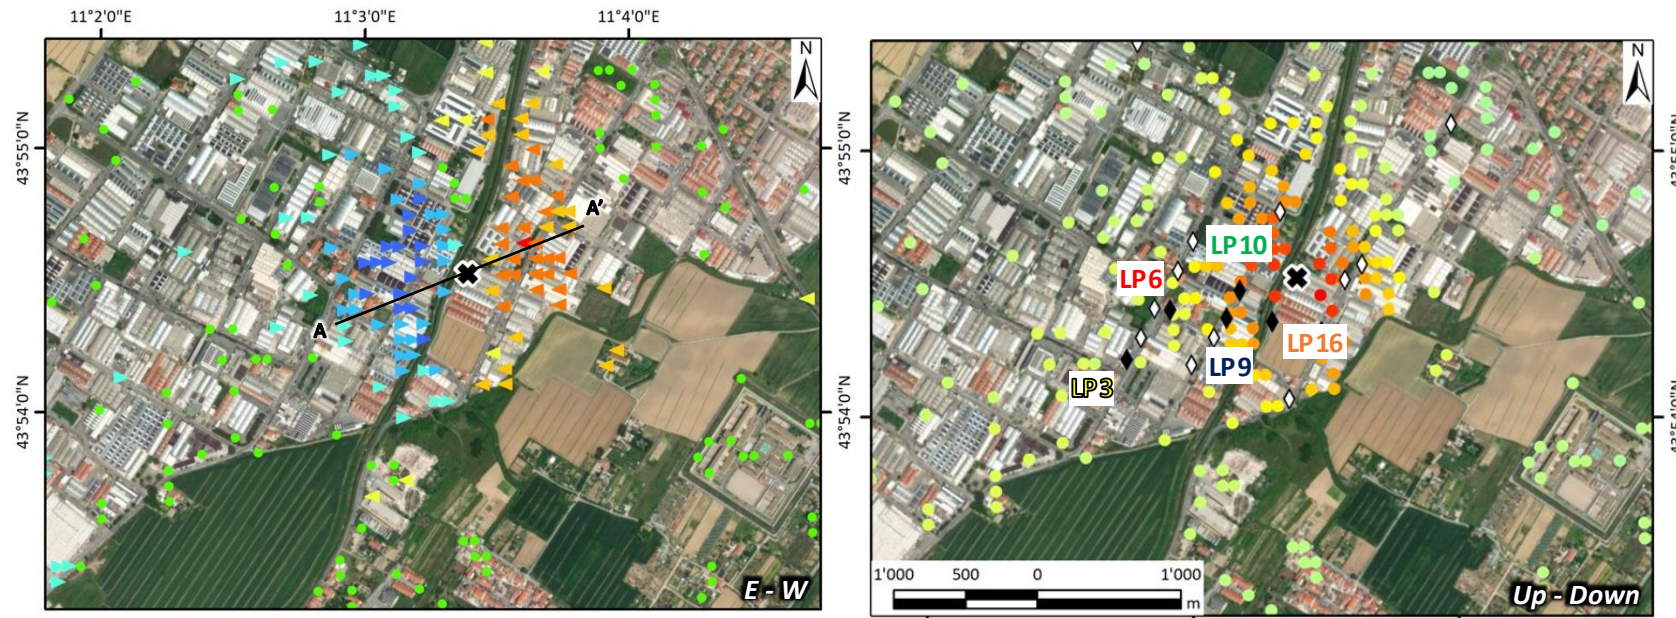 11°2'0"E
11°3'0"E
11°4'0"E
N
N
43°55'0"N
43°55'0"N
A'
LP10
LP6
A
LP16
LP9
LP3
43°54'0"N
43°54'0"N
1'000
500
0
1'000
m
E - W
Up - Down